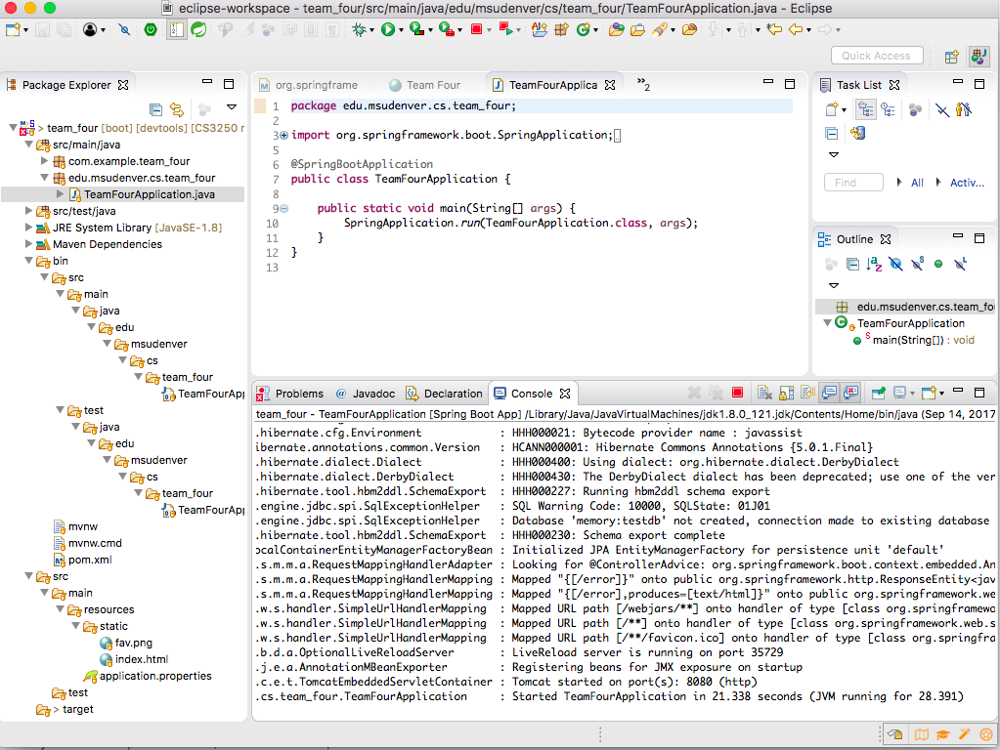 eclipse-workspace - team_four/src/main/java/edu/msudenver/cs/team_four/TeamFourApplication.java - Eclipse
Quick Access
Package Explorer
> team_four [boot] [devtools] [CS3250
src/main/java
com.example.team_four
edu.msudenver.cs.team_four
TeamFourApplication.java
src/test/java
JRE System Library [JavaSE-1.8]
Maven Dependencies
bin
src
main
java
edu
msudenver
cs
team_four
TeamFourApp
test
java
edu
msudenver
cs
team_four
TeamFourApp
mvnw
mvnw.cmd
pom.xml
src
main
resources
static
fav.png
index.html
application.properties
test
> target
org.springframe
Team Four
TeamFourApplica
»2
1 package edu.msudenver.cs.team_four;
2
3 import org.springframework.boot.SpringApplication;
5
6 @SpringBootApplication
7 public class TeamFourApplication {
8
9 public static void main(String[] args) {
10 SpringApplication.run(TeamFourApplication.class, args);
11 }
12 }
13
Task List
Find
All
Activ...
Outline
edu.msudenver.cs.team_fou
TeamFourApplication
main(String[]) : void
Problems
@ Javadoc
Declaration
Console
team_four - TeamFourApplication [Spring Boot App] /Library/Java/JavaVirtualMachines/jdk1.8.0_121.jdk/Contents/Home/bin/java (Sep 14, 2017
.hibernate.cfg.Environment : HHH000021: Bytecode provider name : javassist
ibernate.annotations.common.Version : HCANN000001: Hibernate Commons Annotations {5.0.1.Final}
.hibernate.dialect.Dialect : HHH000400: Using dialect: org.hibernate.dialect.DerbyDialect
.hibernate.dialect.DerbyDialect : HHH000430: The DerbyDialect dialect has been deprecated; use one of the ver
.hibernate.tool.hbm2ddl.SchemaExport : HHH000227: Running hbm2ddl schema export
.engine.jdbc.spi.SqlExceptionHelper : SQL Warning Code: 10000, SQLState: 01J01
.engine.jdbc.spi.SqlExceptionHelper : Database 'memory:testdb' not created, connection made to existing database
.hibernate.tool.hbm2ddl.SchemaExport : HHH000230: Schema export complete
ocalContainerEntityManagerFactoryBean : Initialized JPA EntityManagerFactory for persistence unit 'default'
.s.m.m.a.RequestMappingHandlerAdapter : Looking for @ControllerAdvice: org.springframework.boot.context.embedded.An
.s.m.m.a.RequestMappingHandlerMapping : Mapped "{[/error]}" onto public org.springframework.http.ResponseEntity<jav
.s.m.m.a.RequestMappingHandlerMapping : Mapped "{[/error],produces=[text/html]}" onto public org.springframework.we
.w.s.handler.SimpleUrlHandlerMapping : Mapped URL path [/webjars/**] onto handler of type [class org.springframewo
.w.s.handler.SimpleUrlHandlerMapping : Mapped URL path [/**] onto handler of type [class org.springframework.web.s
.w.s.handler.SimpleUrlHandlerMapping : Mapped URL path [/**/favicon.ico] onto handler of type [class org.springfra
.b.d.a.OptionalLiveReloadServer : LiveReload server is running on port 35729
.j.e.a.AnnotationMBeanExporter : Registering beans for JMX exposure on startup
.c.e.t.TomcatEmbeddedServletContainer : Tomcat started on port(s): 8080 (http)
.cs.team_four.TeamFourApplication : Started TeamFourApplication in 21.338 seconds (JVM running for 28.391)